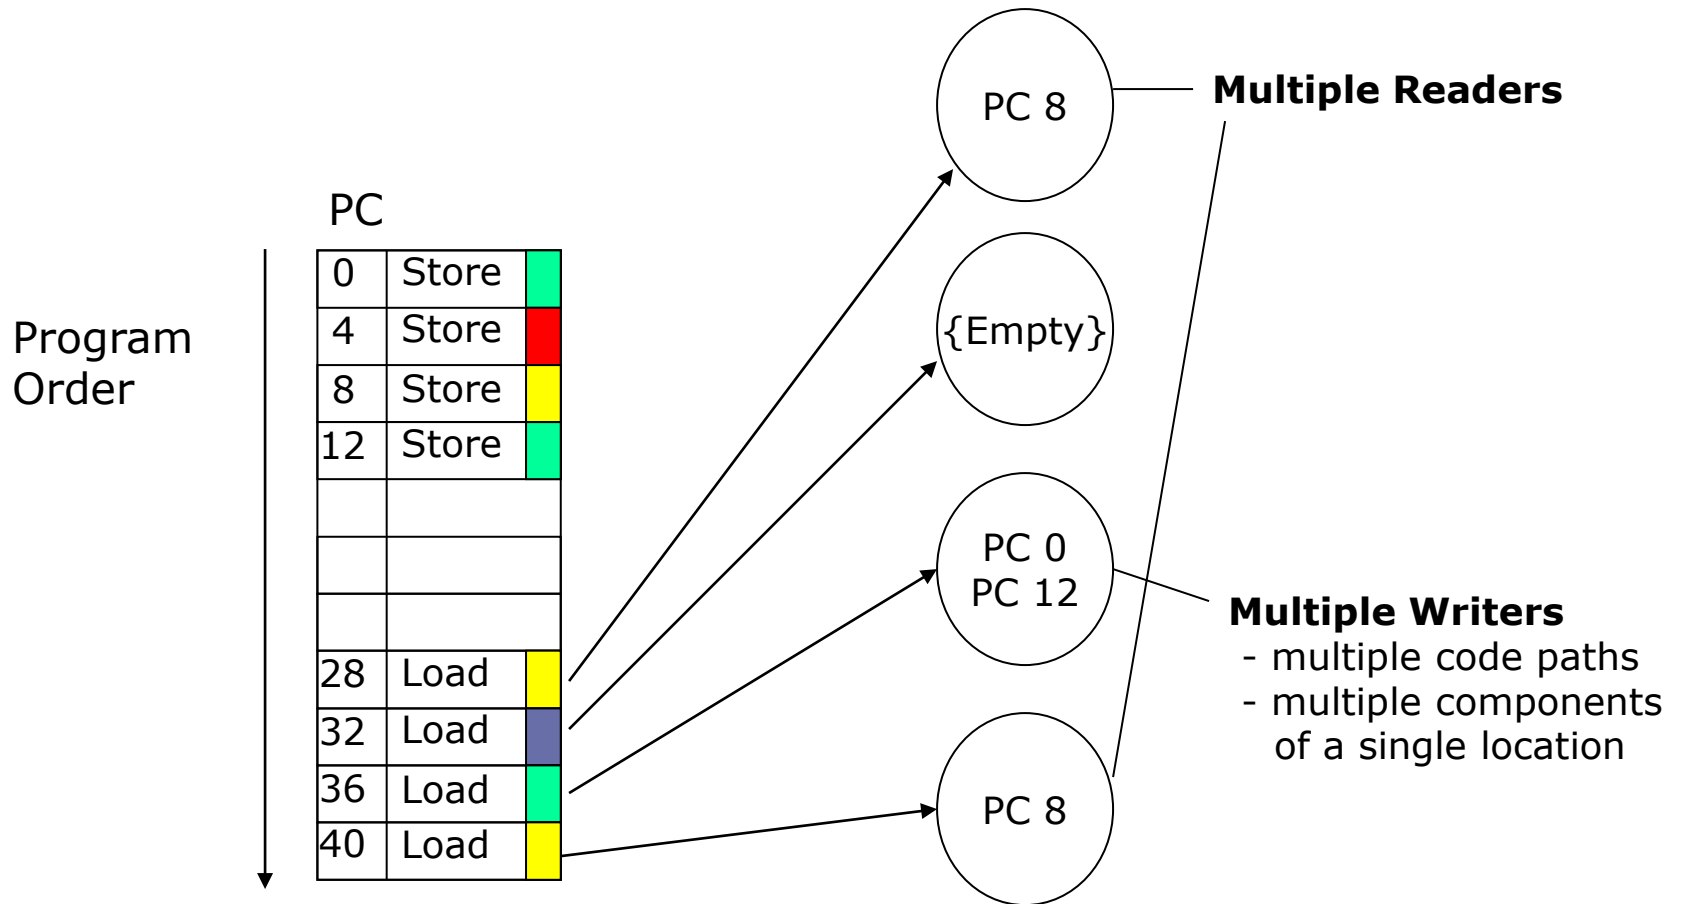 Program
Order
PC
0 Store
4 Store
8 Store
12 Store
28 Load
32 Load
36 Load
40 Load
PC 8
{Empty}
PC 0
PC 12
PC 8
Multiple Readers
Multiple Writers
- multiple code paths
- multiple components
of a single location